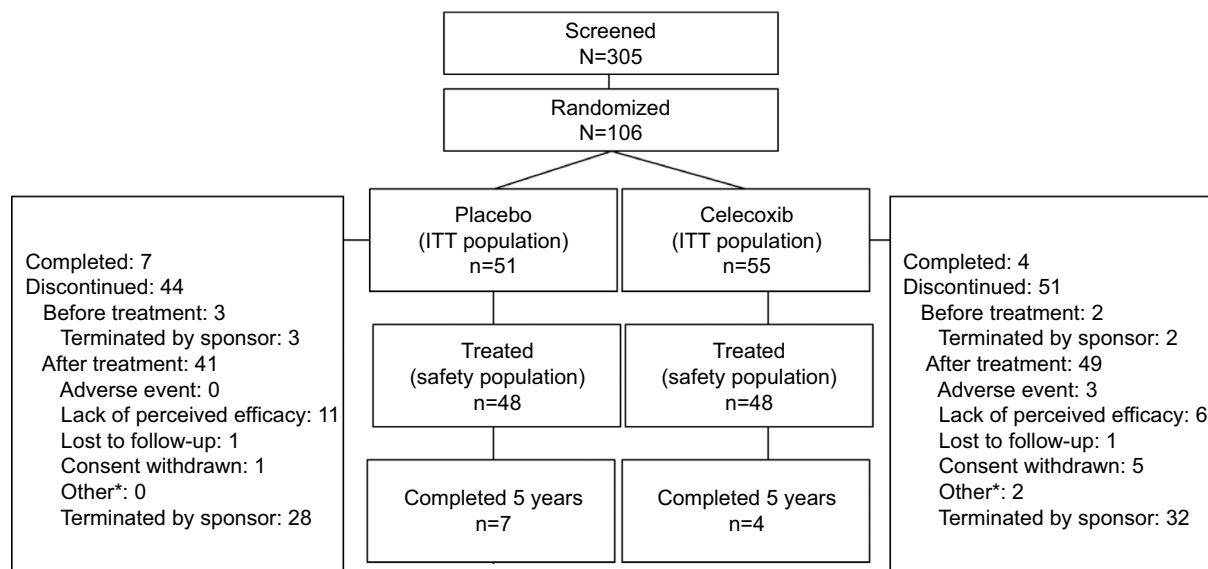 Screened
N=305
Randomized
N=106
Placebo
(ITT population)
n=51
Celecoxib
(ITT population)
n=55
Completed: 7
Discontinued: 44
Before treatment: 3
Terminated by sponsor: 3
After treatment: 41
Adverse event: 0
Lack of perceived efficacy: 11
Lost to follow-up: 1
Consent withdrawn: 1
Other*: 0
Terminated by sponsor: 28
Completed: 4
Discontinued: 51
Before treatment: 2
Terminated by sponsor: 2
After treatment: 49
Adverse event: 3
Lack of perceived efficacy: 6
Lost to follow-up: 1
Consent withdrawn: 5
Other*: 2
Terminated by sponsor: 32
Treated
(safety population)
n=48
Treated
(safety population)
n=48
Completed 5 years
n=7
Completed 5 years
n=4